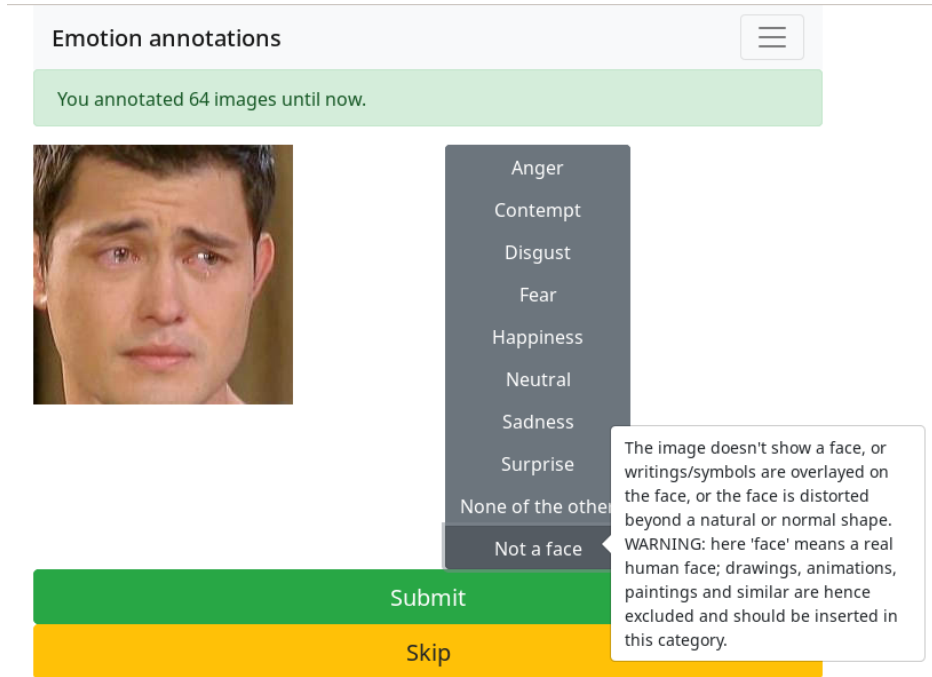 Emotion annotations
You annotated 64 images until now.
Anger
Contempt
Disgust
Fear
Happiness
Neutral
Sadness
Surprise
None of the other
Not a face
The image doesn't show a face, or
writings/symbols are overlayed on
the face, or the face is distorted
beyond a natural or normal shape.
WARNING: here 'face' means a real
human face; drawings, animations,
paintings and similar are hence
excluded and should be inserted in
this category.
Submit
Skip